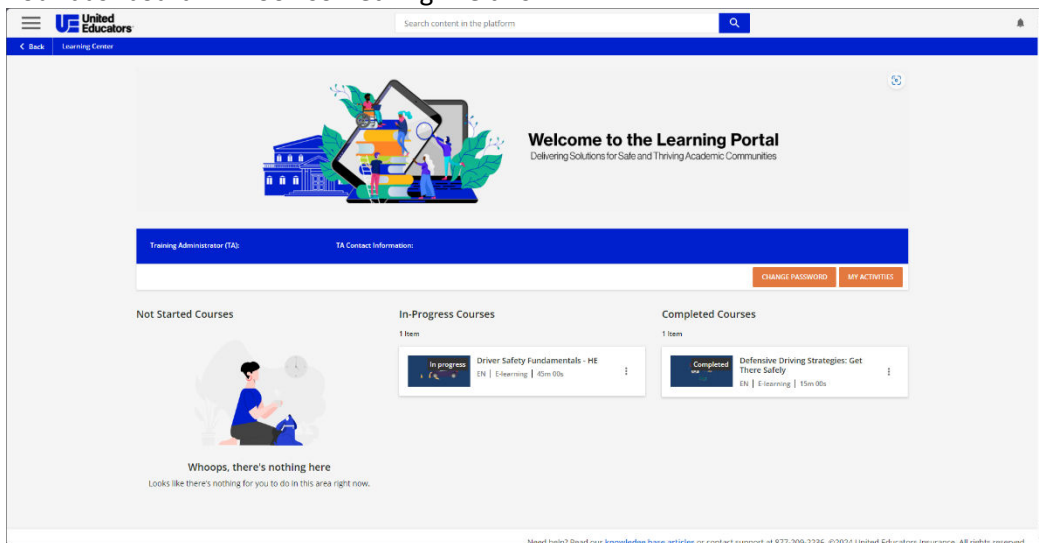 United
Educators
Search content in the platform
Back Learning Center
Welcome to the Learning Portal
Delivering Solutions for Safe and Thriving Academic Communities
Training Administrator (TA): TA Contact Information:
CHANGE PASSWORD MY ACTIVITIES
Not Started Courses
Whoops, there's nothing here
Looks like there's nothing for you to do in this area right now.
In-Progress Courses
1 Item
In progress
Driver Safety Fundamentals - HE
EN | E-learning | 45m 00s
Completed Courses
1 Item
Completed
Defensive Driving Strategies: Get
There Safely
EN | E-learning | 15m 00s
Need help? Read our knowledge base articles or contact support at 877-209-2236. ©2024 United Educators Insurance. All rights reserved.